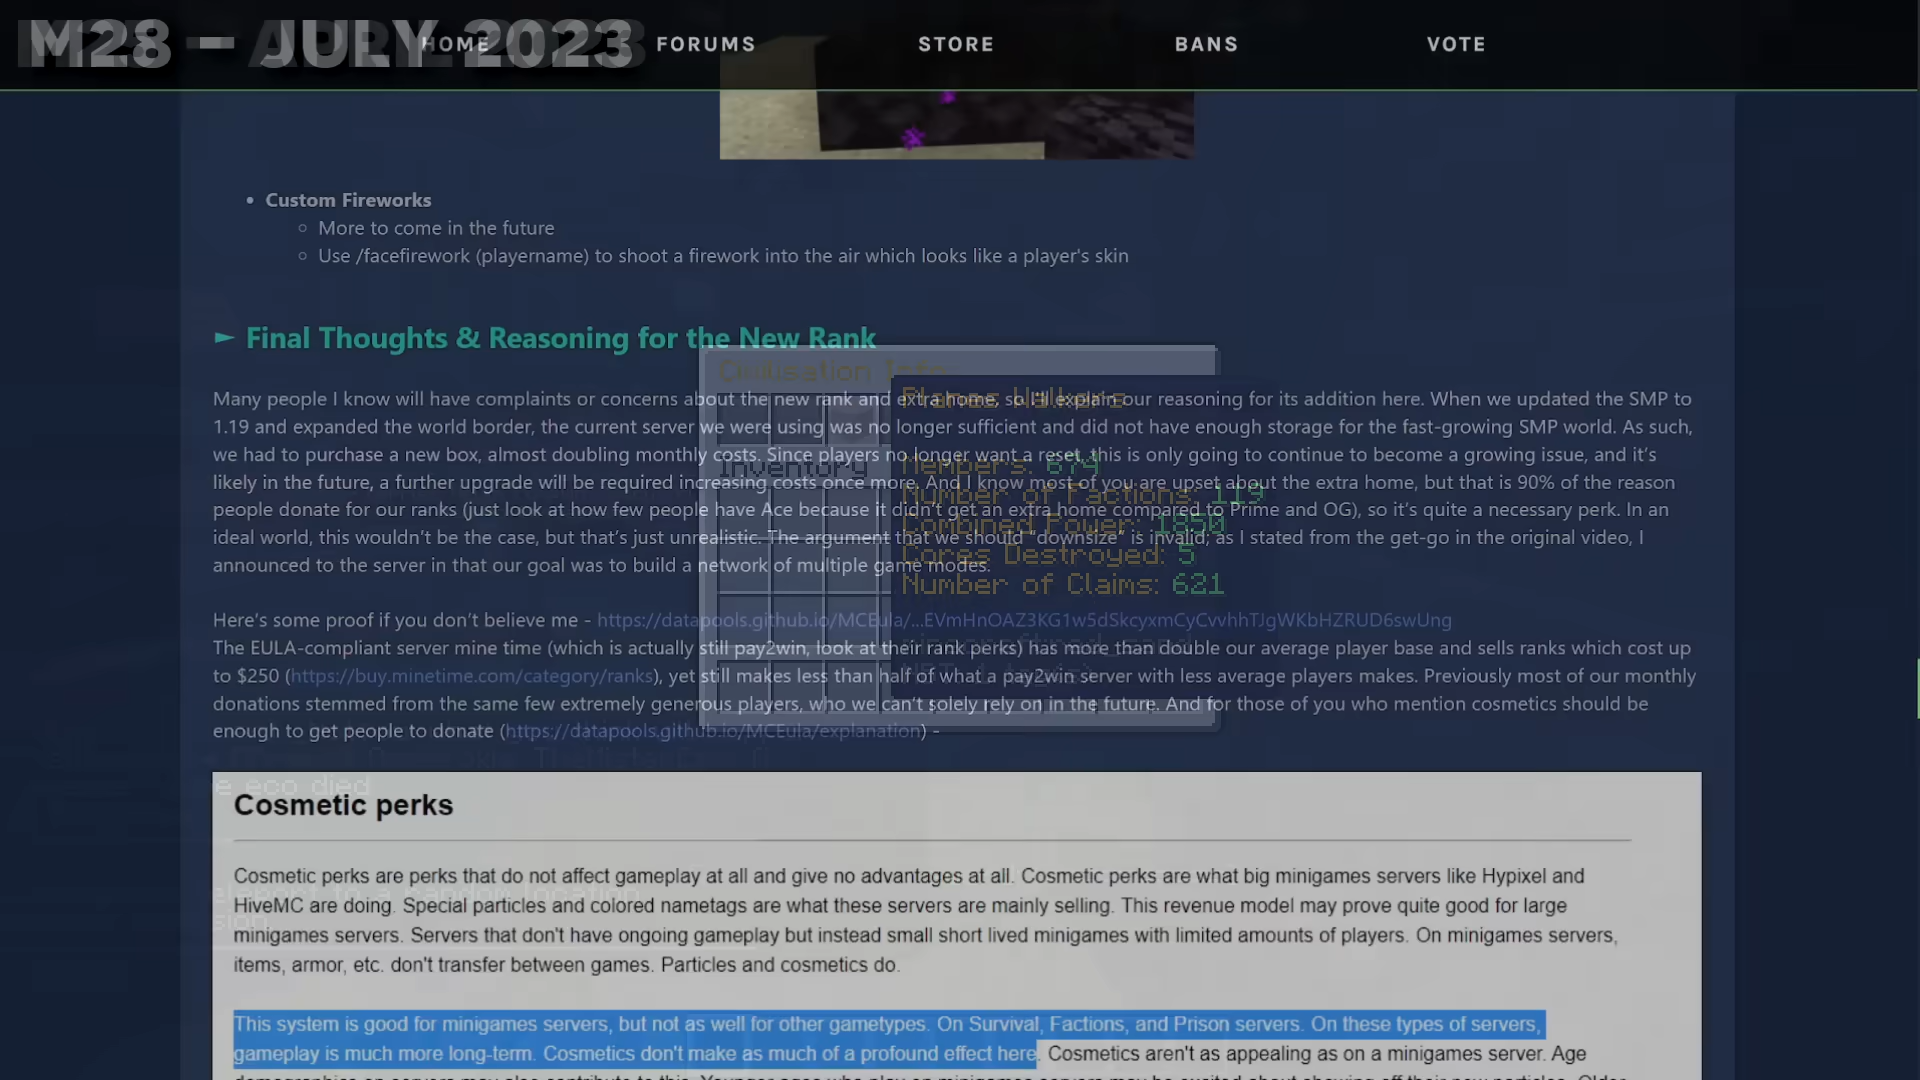 M28 – JULY 2023
HOME
FORUMS
STORE
BANS
VOTE
• Custom Fireworks
○ More to come in the future
○ Use /facefirework (playername) to shoot a firework into the air which looks like a player's skin
► Final Thoughts & Reasoning for the New Rank
Many people I know will have complaints or concerns about the new rank and extra home, so I'll explain our reasoning for its addition here. When we updated the SMP to
1.19 and expanded the world border, the current server we were using was no longer sufficient and did not have enough storage for the fast-growing SMP world. As such,
we had to purchase a new box, almost doubling monthly costs. Since players no longer want a reset, this is only going to continue to become a growing issue, and it's
likely in the future, a further upgrade will be required increasing costs once more. And I know most of you are upset about the extra home, but that is 90% of the reason
people donate for our ranks (just look at how few people have Ace because it didn't get an extra home compared to Prime and OG), so it's quite a necessary perk. In an
ideal world, this wouldn't be the case, but that's just unrealistic. The argument that we should "downsize" is invalid; as I stated from the get-go in the original video, I
announced to the server in that our goal was to build a network of multiple game modes.
Civilisation Info
Inventory
Members: 674
Number of Factions: 119
Combined Power: 1850
Cores Destroyed: 5
Number of Claims: 621
Here's some proof if you don't believe me - https://datapools.github.io/MCEula/...EVmHnOAZ3KG1w5dSkcyxmCyCvvhhTJgWKbHZRUD6swUng
The EULA-compliant server mine time (which is actually still pay2win, look at their rank perks) has more than double our average player base and sells ranks which cost up
to $250 (https://buy.minetime.com/category/ranks), yet still makes less than half of what a pay2win server with less average players makes. Previously most of our monthly
donations stemmed from the same few extremely generous players, who we can't solely rely on in the future. And for those of you who mention cosmetics should be
enough to get people to donate (https://datapools.github.io/MCEula/explanation) -
e eco died
Cosmetic perks
Cosmetic perks are perks that do not affect gameplay at all and give no advantages at all. Cosmetic perks are what big minigames servers like Hypixel and
HiveMC are doing. Special particles and colored nametags are what these servers are mainly selling. This revenue model may prove quite good for large
minigames servers. Servers that don't have ongoing gameplay but instead small short lived minigames with limited amounts of players. On minigames servers,
items, armor, etc. don't transfer between games. Particles and cosmetics do.
eleport to a random location
This system is good for minigames servers, but not as well for other gametypes. On Survival, Factions, and Prison servers. On these types of servers,
gameplay is much more long-term. Cosmetics don't make as much of a profound effect here. Cosmetics aren't as appealing as on a minigames server. Age